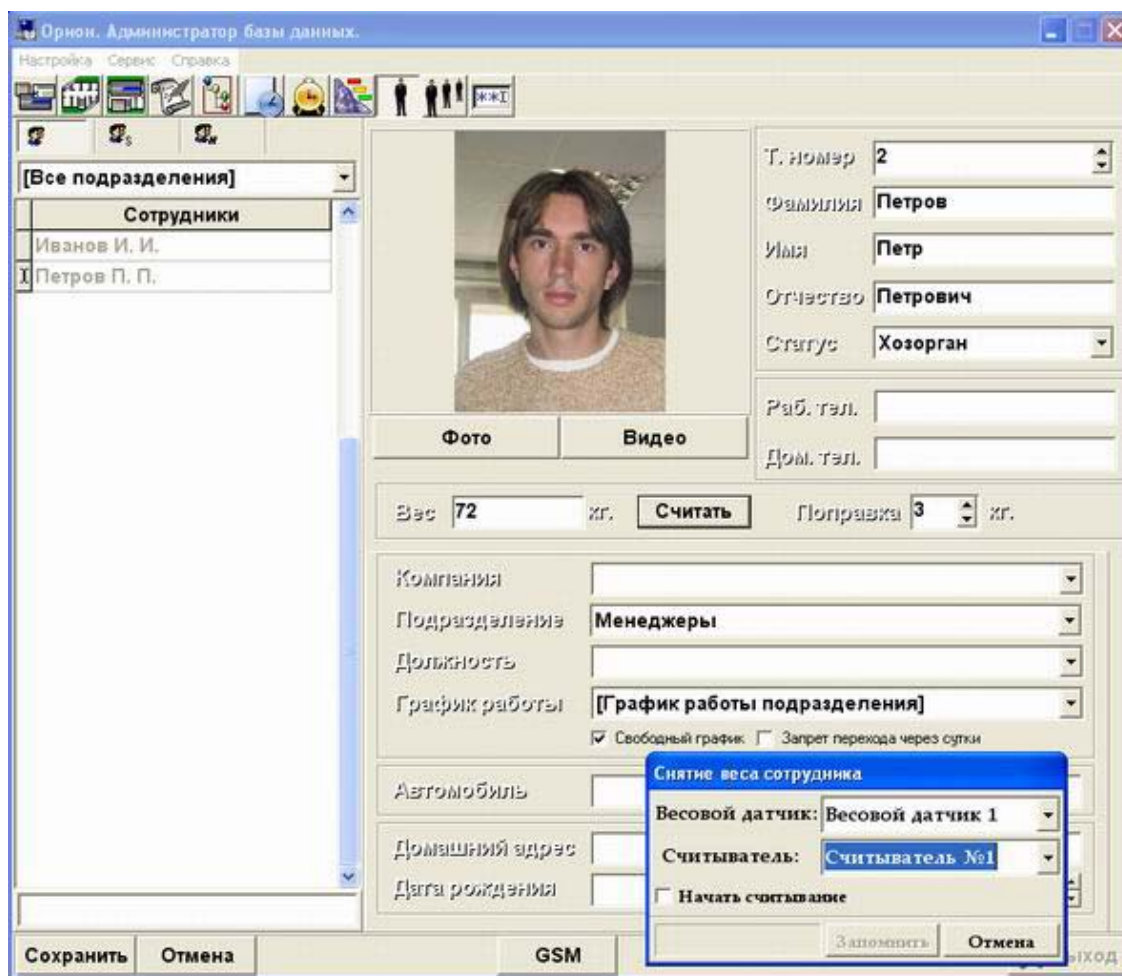 Орион. Администратор базы данных.
Настройка Сервис Справка
[Все подразделения]
Сотрудники
Иванов И. И.
Петров П. П.
Т. номер 2
Фамилия Петров
Имя Петр
Отчество Петрович
Статус Хозорган
Раб. тел.
Дом. тел.
Фото Видео
Вес 72 кг. Считать Поправка 3 кг.
Компания
Подразделение Менеджеры
Должность
График работы [График работы подразделения]
Свободный график Запрет перехода через сутки
Автомобиль
Домашний адрес
Дата рождения
Снятие веса сотрудника
Весовой датчик: Весовой датчик 1
Считыватель: Считыватель №1
Начать считывание
Запомнить Отмена
Сохранить Отмена GSM